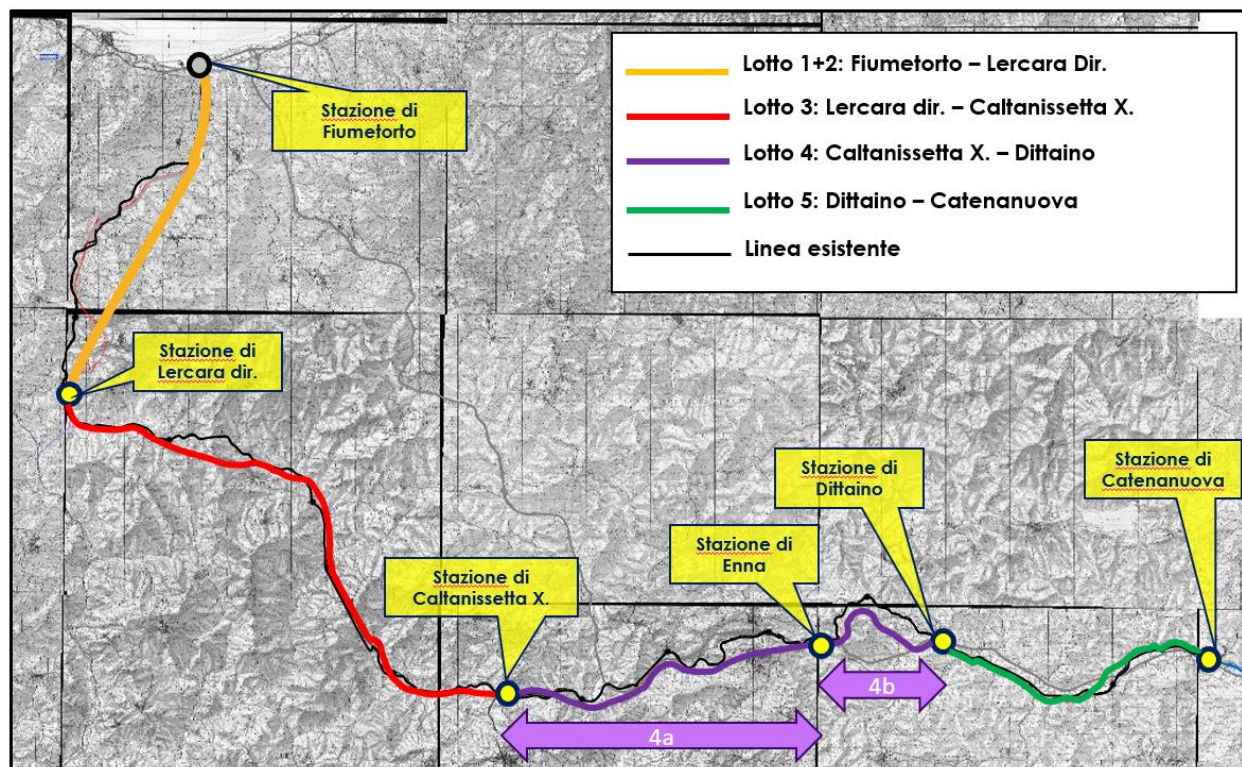 Lotto 1+2: Fiumetorto – Lercara Dir.
Lotto 3: Lercara dir. – Caltanissetta X.
Lotto 4: Caltanissetta X. – Dittaino
Lotto 5: Dittaino – Catenanuova
Linea esistente
Stazione di
Fiumetorto
Stazione di
Lercara dir.
Stazione di
Caltanissetta X.
Stazione di
Enna
Stazione di
Dittaino
Stazione di
Catenanuova
4a
4b